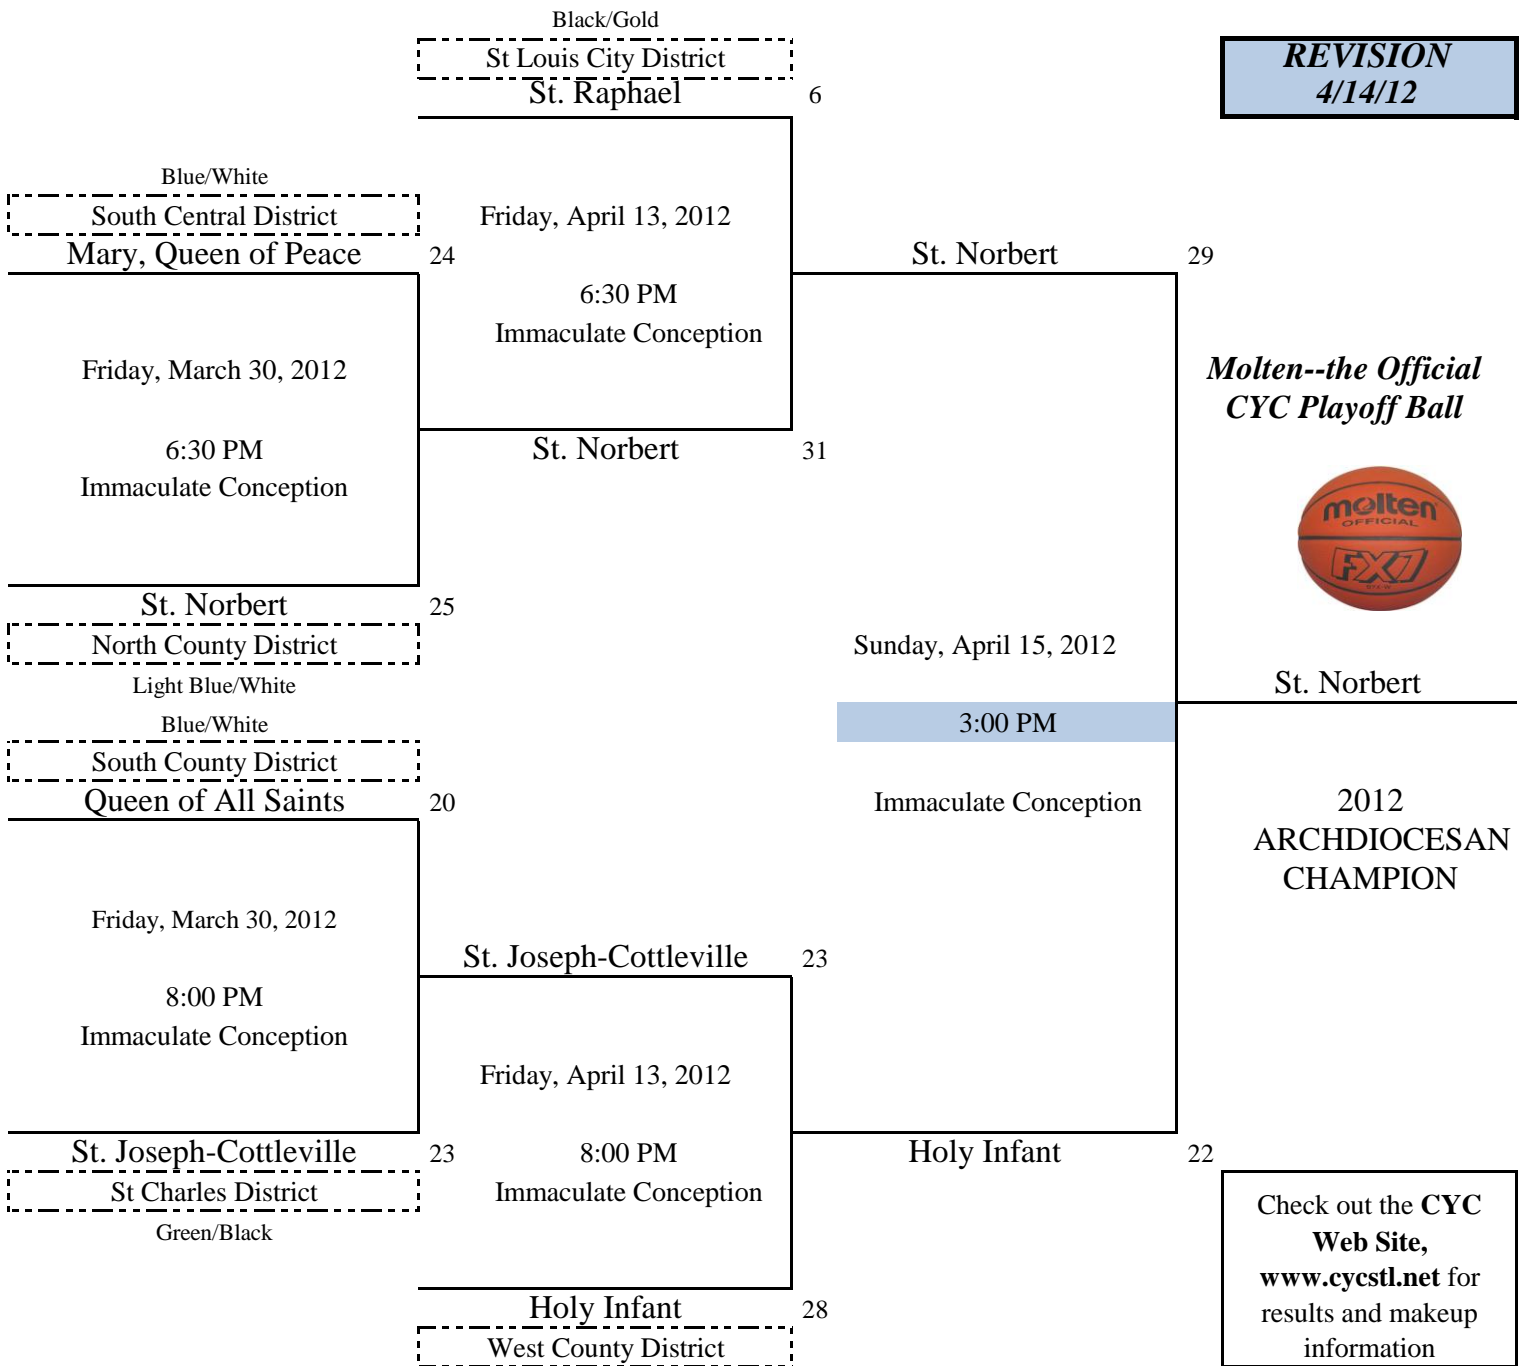 Black/Gold
St Louis City District
St. Raphael 6
REVISION
4/14/12
Blue/White
South Central District
Mary, Queen of Peace 24
Friday, April 13, 2012
6:30 PM
Immaculate Conception
St. Norbert 29
Friday, March 30, 2012
6:30 PM
Immaculate Conception
St. Norbert 31
Molten--the Official
CYC Playoff Ball
molten
OFFICIAL
FX7
St. Norbert 25
North County District
Light Blue/White
Sunday, April 15, 2012
3:00 PM
Immaculate Conception
St. Norbert
2012
ARCHDIOCESAN
CHAMPION
Blue/White
South County District
Queen of All Saints 20
Friday, March 30, 2012
8:00 PM
Immaculate Conception
St. Joseph-Cottleville 23
Friday, April 13, 2012
8:00 PM
Immaculate Conception
St. Joseph-Cottleville 23
St Charles District
Green/Black
Holy Infant 22
Holy Infant 28
West County District
Check out the CYC
Web Site,
www.cycstl.net for
results and makeup
information